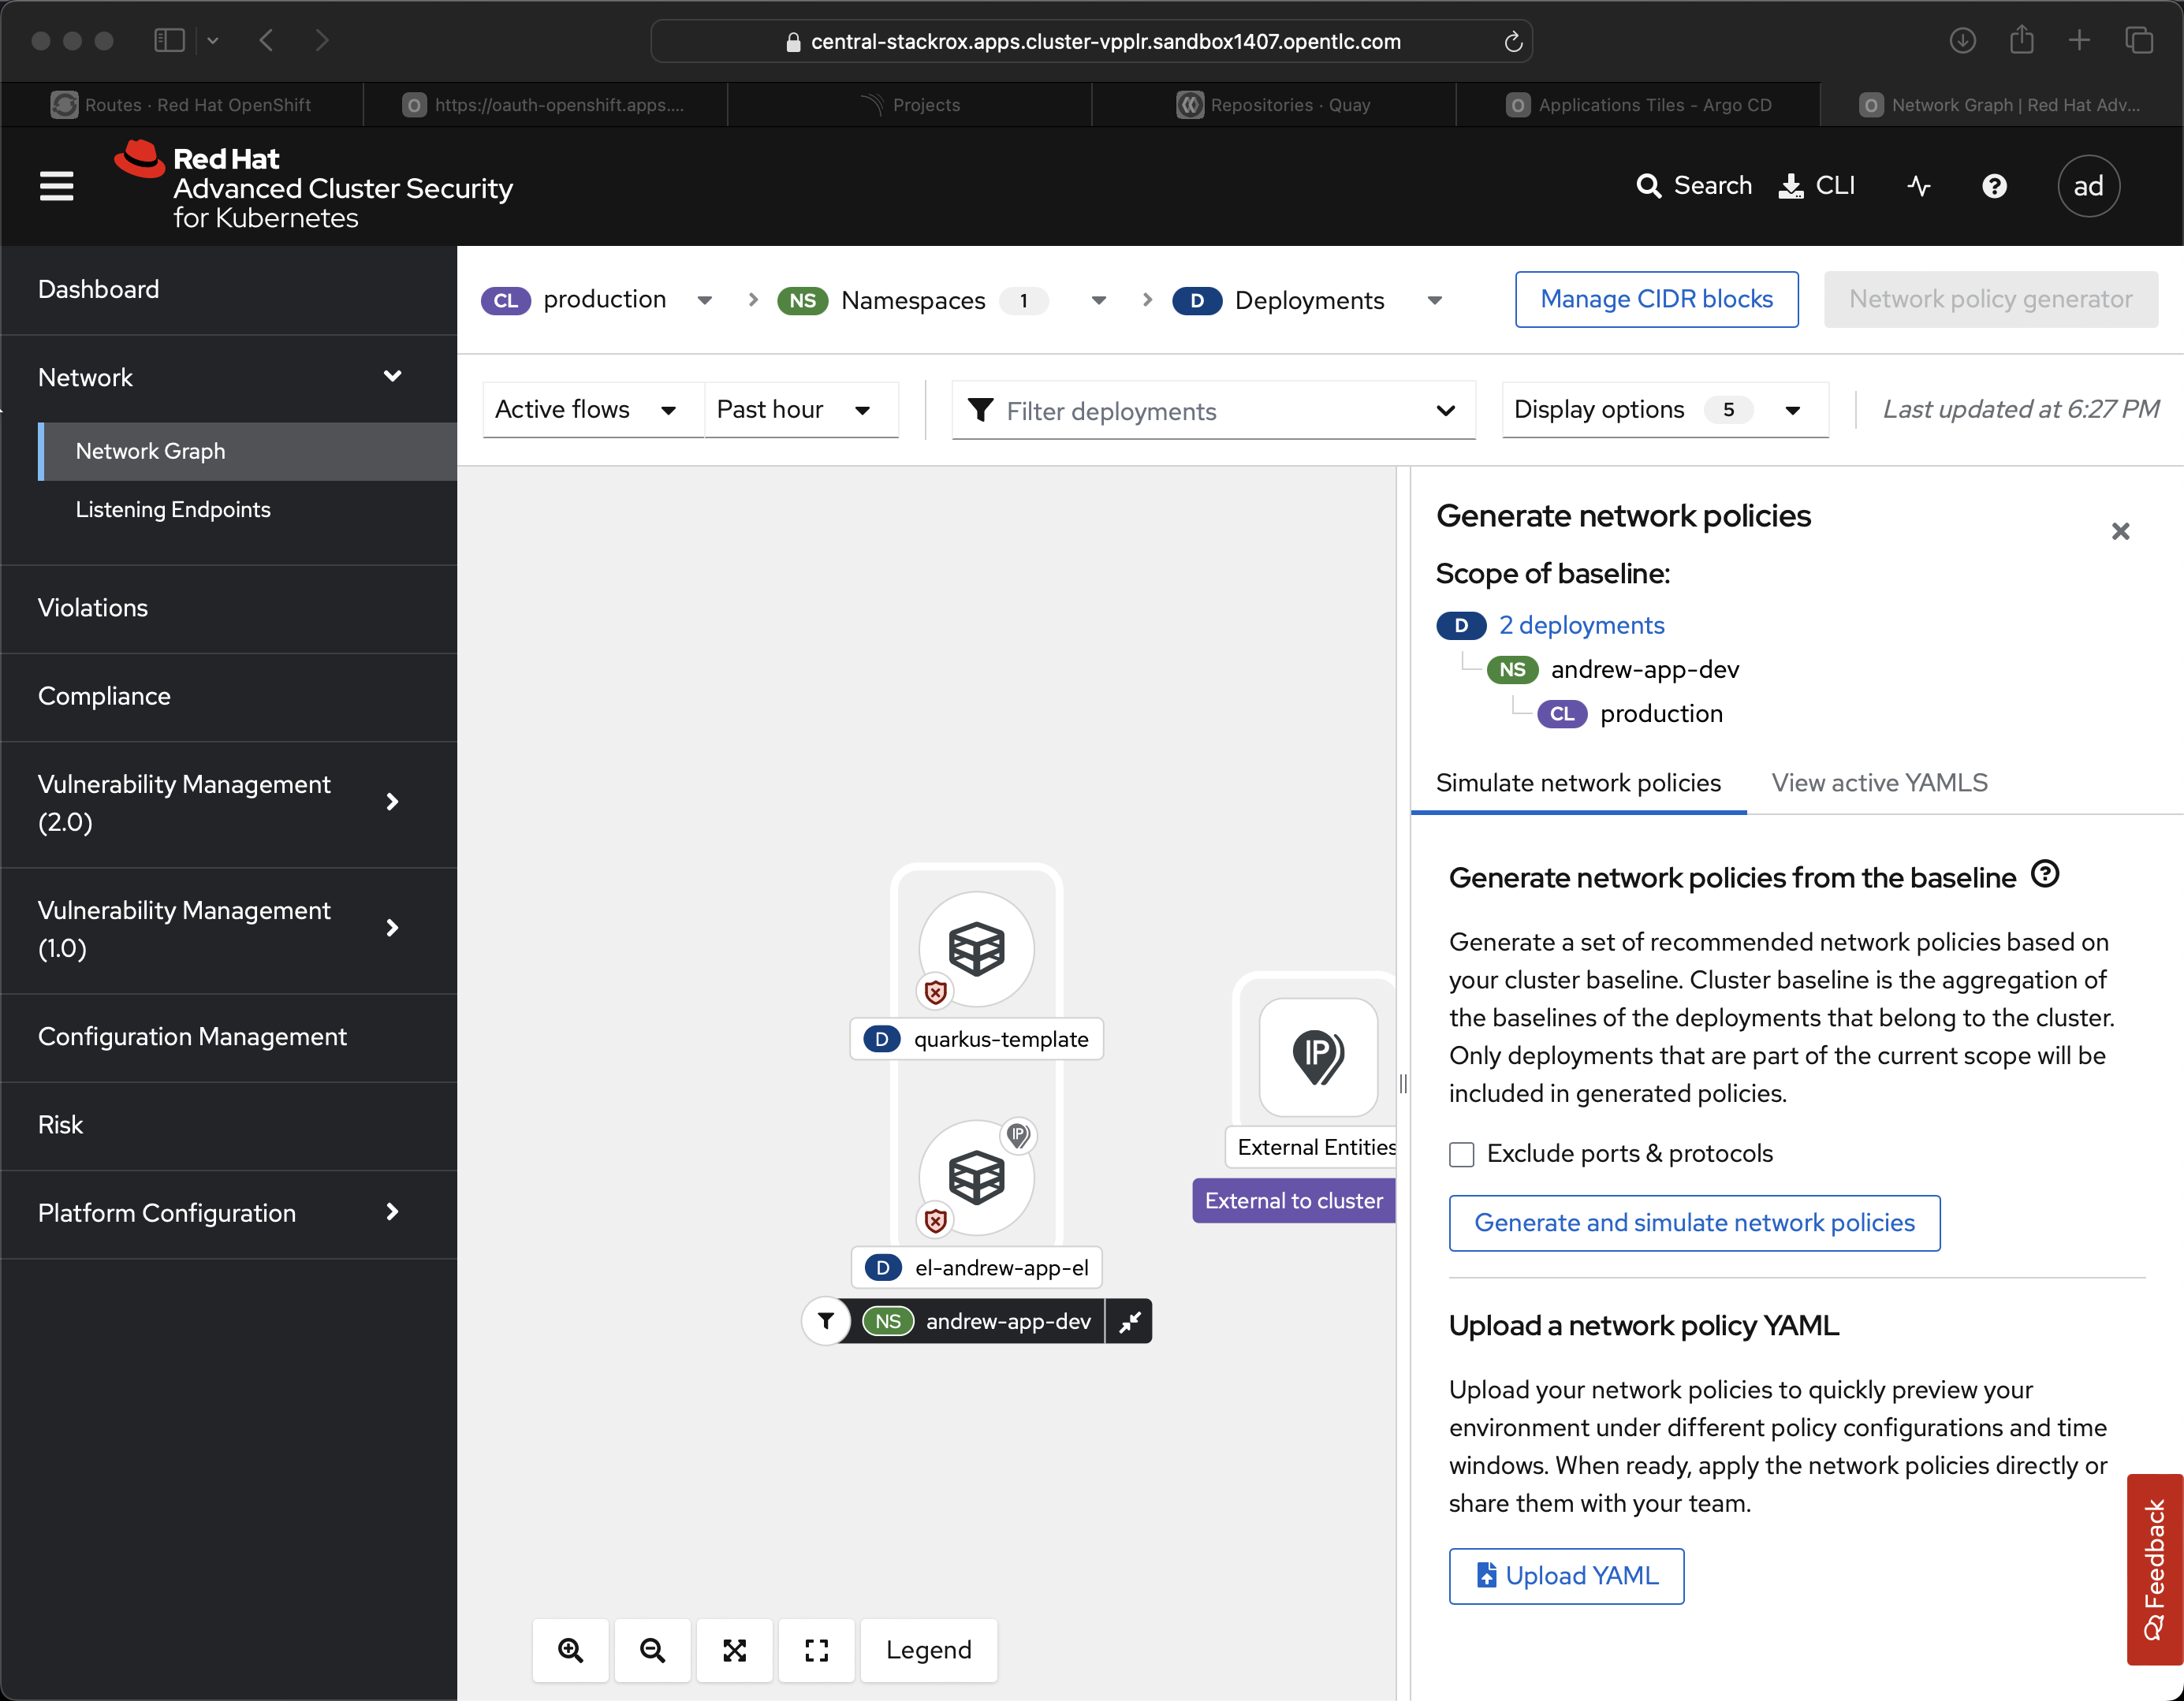 central-stackrox.apps.cluster-vpplr.sandbox1407.opentlc.com
Routes · Red Hat OpenShift
O https://oauth-openshift.apps....
Projects
Repositories · Quay
O Applications Tiles - Argo CD
O Network Graph | Red Hat Adv...
Red Hat
Advanced Cluster Security
for Kubernetes
Search
CLI
ad
Dashboard
Network
Network Graph
Listening Endpoints
Violations
Compliance
Vulnerability Management
(2.0)
Vulnerability Management
(1.0)
Configuration Management
Risk
Platform Configuration
CL production
NS Namespaces 1
D Deployments
Manage CIDR blocks
Network policy generator
Active flows
Past hour
Filter deployments
Display options 5
Last updated at 6:27 PM
D quarkus-template
IP
D el-andrew-app-el
NS andrew-app-dev
IP
External Entities
External to cluster
Legend
Generate network policies
Scope of baseline:
D 2 deployments
NS andrew-app-dev
CL production
Simulate network policies
View active YAMLS
Generate network policies from the baseline
Generate a set of recommended network policies based on
your cluster baseline. Cluster baseline is the aggregation of
the baselines of the deployments that belong to the cluster.
Only deployments that are part of the current scope will be
included in generated policies.
Exclude ports & protocols
Generate and simulate network policies
Upload a network policy YAML
Upload your network policies to quickly preview your
environment under different policy configurations and time
windows. When ready, apply the network policies directly or
share them with your team.
Upload YAML
Feedback